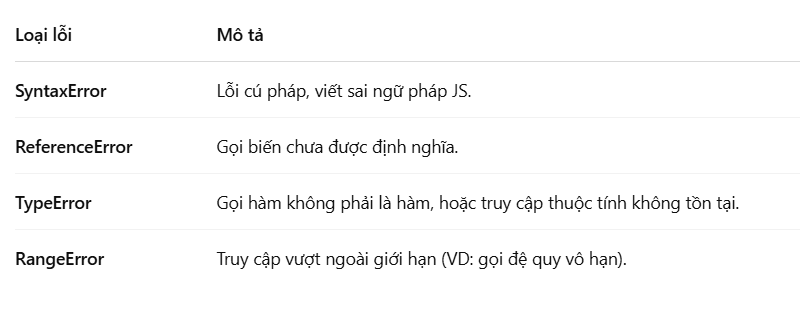 Loại lỗi Mô tả
SyntaxError Lỗi cú pháp, viết sai ngữ pháp JS.
ReferenceError Gọi biến chưa được định nghĩa.
TypeError Gọi hàm không phải là hàm, hoặc truy cập thuộc tính không tồn tại.
RangeError Truy cập vượt ngoài giới hạn (VD: gọi đệ quy vô hạn).